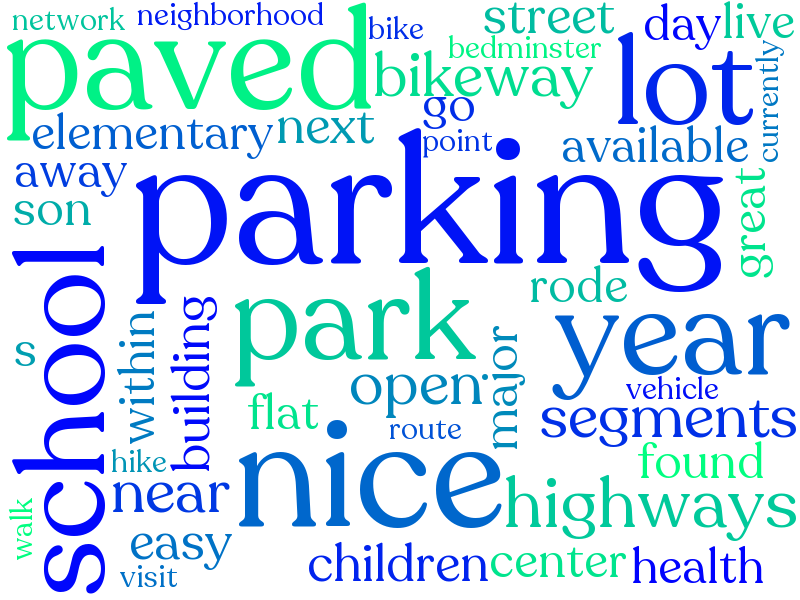 network
neighborhood
bike
street
day
live
paved
bedminster
bikeway
lot
currently
go
elementary
next
point
available
away
son
parking
great
school
park
rode
year
s
within
building
open
major
vehicle
flat
route
segments
hike
nice
found
near
highways
walk
easy
visit
children
center
health